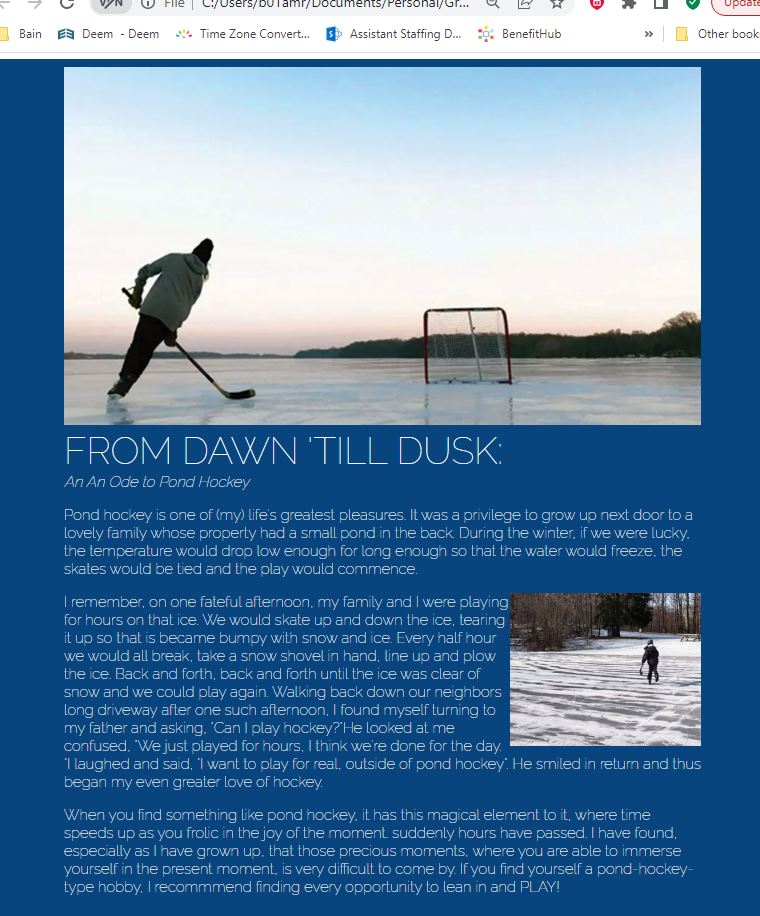 File
C:/Users/b01amr/Documents/Personal/Gr...
Update
Bain
Deem - Deem
Time Zone Convert...
Assistant Staffing D...
BenefitHub
»
Other book
FROM DAWN 'TILL DUSK:
An An Ode to Pond Hockey
Pond hockey is one of (my) life's greatest pleasures. It was a privilege to grow up next door to a
lovely family whose property had a small pond in the back. During the winter, if we were lucky,
the temperature would drop low enough for long enough so that the water would freeze, the
skates would be tied and the play would commence.
I remember, on one fateful afternoon, my family and I were playing
for hours on that ice. We would skate up and down the ice, tearing
it up so that is became bumpy with snow and ice. Every half hour
we would all break, take a snow shovel in hand, line up and plow
the ice. Back and forth, back and forth until the ice was clear of
snow and we could play again. Walking back down our neighbors
long driveway after one such afternoon, I found myself turning to
my father and asking, "Can I play hockey?"He looked at me
confused, "We just played for hours, I think we're done for the day.
"I laughed and said, "I want to play for real, outside of pond hockey". He smiled in return and thus
began my even greater love of hockey.
When you find something like pond hockey, it has this magical element to it, where time
speeds up as you frolic in the joy of the moment. suddenly hours have passed. I have found,
especially as I have grown up, that those precious moments, where you are able to immerse
yourself in the present moment, is very difficult to come by. If you find yourself a pond-hockey-
type hobby, I recommmend finding every opportunity to lean in and PLAY!